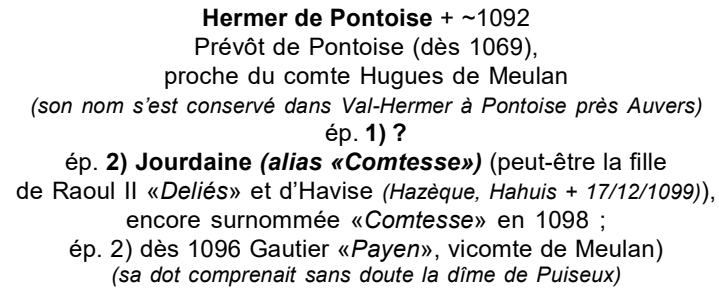 Hermer de Pontoise + ~1092
Prévôt de Pontoise (dès 1069),
proche du comte Hugues de Meulan
(son nom s’est conservé dans Val-Hermer à Pontoise près Auvers)
ép. 1) ?
ép. 2) Jourdaine (alias «Comtesse») (peut-être la fille
de Raoul II «Deliés» et d’Havise (Hazèque, Hahuis + 17/12/1099)),
encore surnommée «Comtesse» en 1098 ;
ép. 2) dès 1096 Gautier «Payen», vicomte de Meulan)
(sa dot comprenait sans doute la dîme de Puiseux)